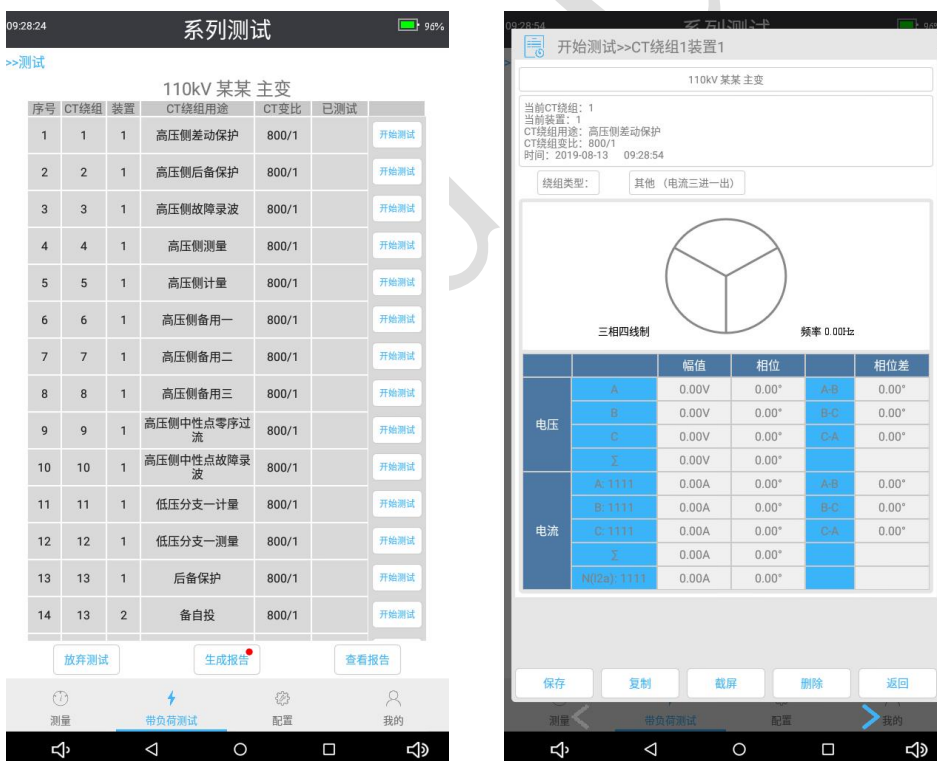 09:28:24 系列测试 96%
>>测试
110kV 某某 主变
序号 CT绕组 装置 CT绕组用途 CT变比 已测试
1 1 1 高压侧差动保护 800/1 开始测试
2 2 1 高压侧后备保护 800/1 开始测试
3 3 1 高压侧故障录波 800/1 开始测试
4 4 1 高压侧测量 800/1 开始测试
5 5 1 高压侧计量 800/1 开始测试
6 6 1 高压侧备用一 800/1 开始测试
7 7 1 高压侧备用二 800/1 开始测试
8 8 1 高压侧备用三 800/1 开始测试
9 9 1 高压侧中性点零序过
流 800/1 开始测试
10 10 1 高压侧中性点故障录
波 800/1 开始测试
11 11 1 低压分支一计量 800/1 开始测试
12 12 1 低压分支一测量 800/1 开始测试
13 13 1 后备保护 800/1 开始测试
14 13 2 备自投 800/1 开始测试
放弃测试 生成报告 查看报告
测量 带负荷测试 配置 我的
09:28:54 系列测试
开始测试>>CT绕组1装置1
110kV 某某 主变
当前CT绕组: 1
当前装置: 1
CT绕组用途: 高压侧差动保护
CT绕组变比: 800/1
时间: 2019-08-13 09:28:54
绕组类型: 其他 (电流三进一出)
三相四线制 频率 0.00Hz
幅值 相位 相位差
电压
A 0.00V 0.00° A-B 0.00°
B 0.00V 0.00° B-C 0.00°
C 0.00V 0.00° C-A 0.00°
Σ 0.00V 0.00°
电流
A: 1111 0.00A 0.00° A-B 0.00°
B: 1111 0.00A 0.00° B-C 0.00°
C: 1111 0.00A 0.00° C-A 0.00°
Σ 0.00A 0.00°
N(I2a): 1111 0.00A 0.00°
保存 复制 截屏 删除 返回
测量 带负荷测试 配置 我的